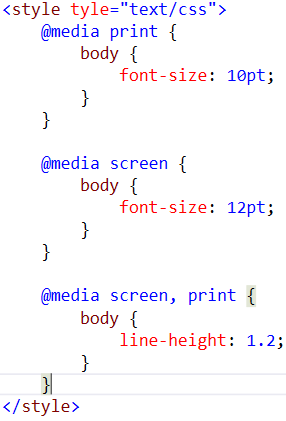 <style tyle="text/css">
    @media print {
        body {
            font-size: 10pt;
        }
    }

    @media screen {
        body {
            font-size: 12pt;
        }
    }

    @media screen, print {
        body {
            line-height: 1.2;
        }
    }
</style>